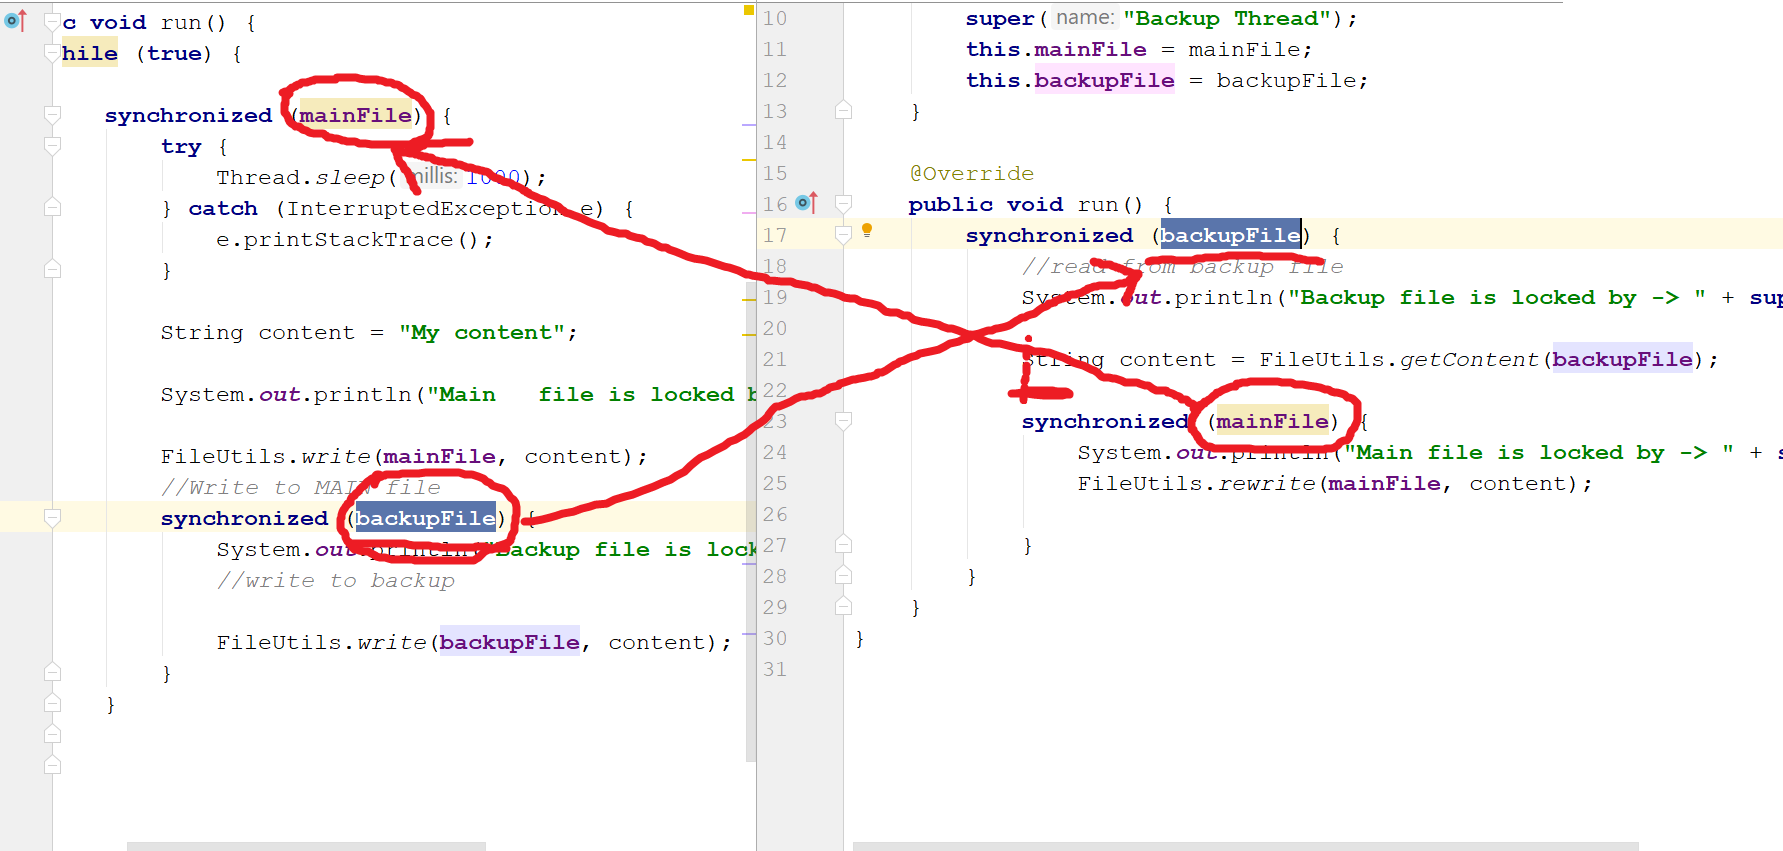 c void run() {
hile (true) {
synchronized (mainFile) {
try {
Thread.sleep( millis: 1000);
} catch (InterruptedException e) {
e.printStackTrace();
}
String content = "My content";
System.out.println("Main   file is locked b
FileUtils.write(mainFile, content);
//Write to MAIN file
synchronized (backupFile) {
System.out.println("Backup file is lock
//write to backup
FileUtils.write(backupFile, content);
}
}
10 super( name: "Backup Thread");
11 this.mainFile = mainFile;
12 this.backupFile = backupFile;
13 }
14
15 @Override
16 public void run() {
17 synchronized (backupFile) {
18 //read from backup file
19 System.out.println("Backup file is locked by -> " + sup
20
21 String content = FileUtils.getContent(backupFile);
22
23 synchronized (mainFile) {
24 System.out.println("Main file is locked by -> " + s
25 FileUtils.rewrite(mainFile, content);
26
27 }
28 }
29 }
30 }
31